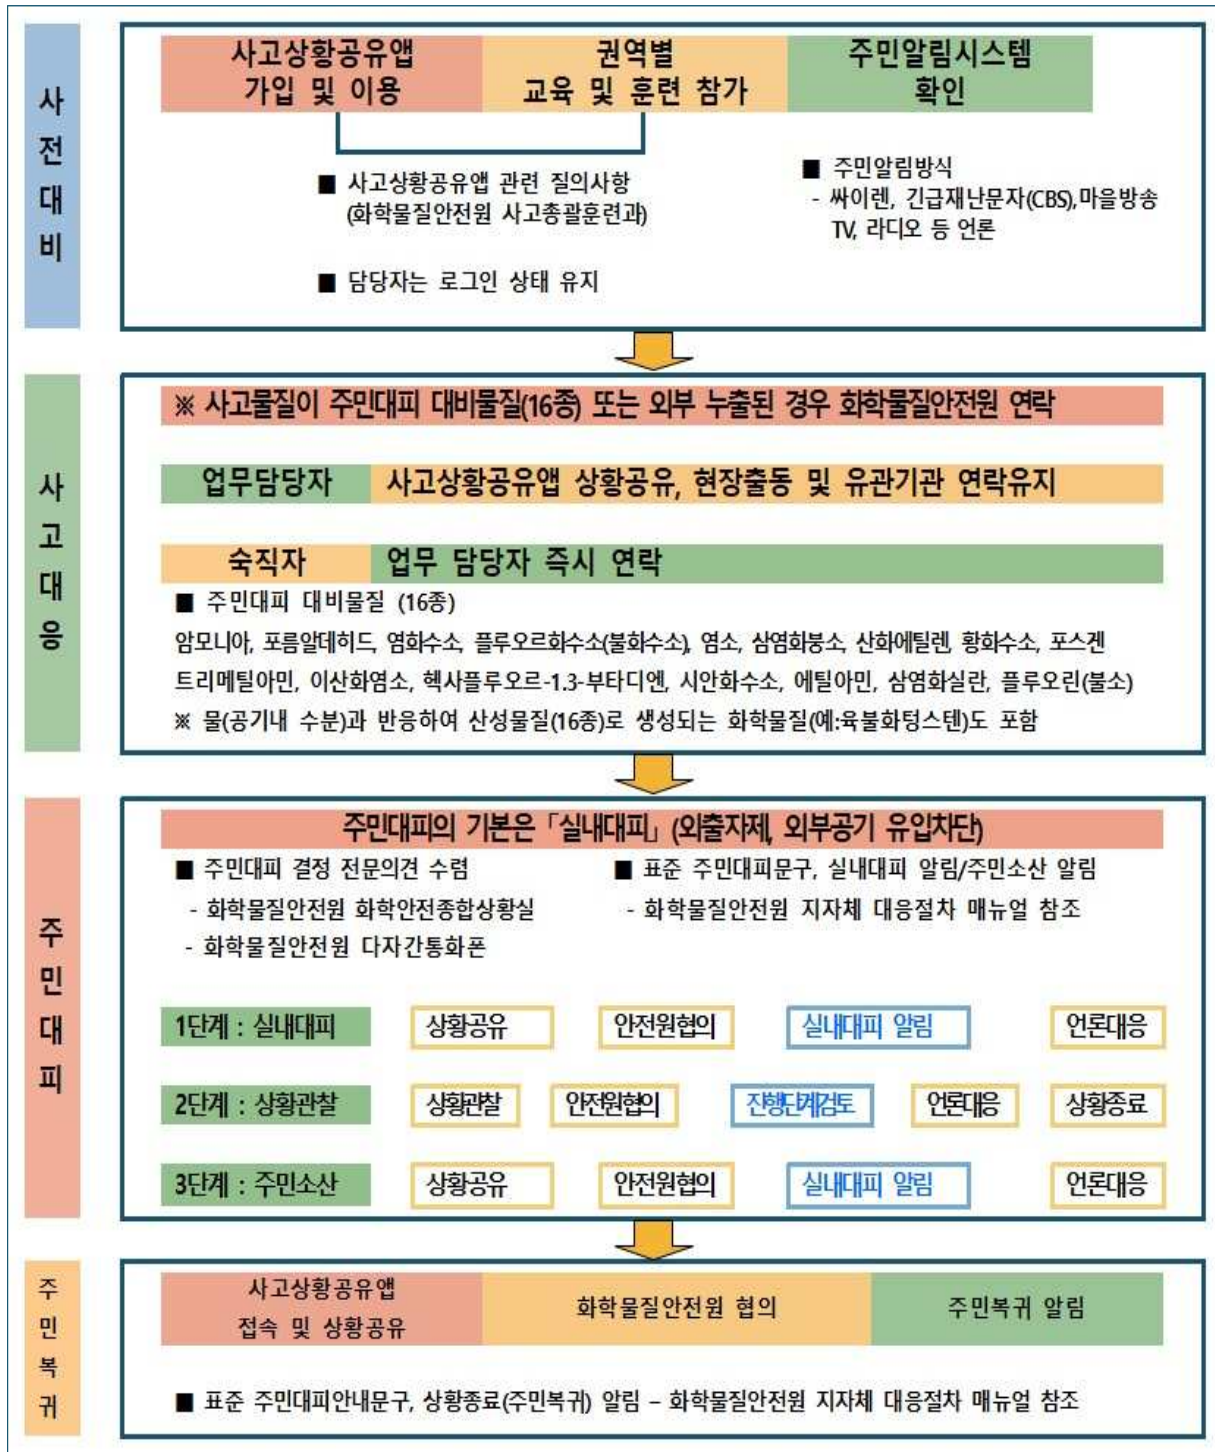 사전대비
사고상황공유앱
가입 및 이용
권역별
교육 및 훈련 참가
주민알림시스템
확인
■ 사고상황공유앱 관련 질의사항
(화학물질안전원 사고총괄훈련과)
■ 담당자는 로그인 상태 유지
■ 주민알림방식
- 싸이렌, 긴급재난문자(CBS),마을방송
TV, 라디오 등 언론
사고대응
※ 사고물질이 주민대피 대비물질(16종) 또는 외부 누출된 경우 화학물질안전원 연락
업무담당자 사고상황공유앱 상황공유, 현장출동 및 유관기관 연락유지
숙직자 업무 담당자 즉시 연락
■ 주민대피 대비물질 (16종)
암모니아, 포름알데히드, 염화수소, 플루오르화수소(불화수소), 염소, 삼염화붕소, 산화에틸렌, 황화수소, 포스겐
트리메틸아민, 이산화염소, 헥사플루오르-1.3-부타디엔, 시안화수소, 에틸아민, 삼염화실란, 플루오린(불소)
※ 물(공기내 수분)과 반응하여 산성물질(16종)로 생성되는 화학물질(예:육불화텅스텐)도 포함
주민대피
주민대피의 기본은 「실내대피」(외출자제, 외부공기 유입차단)
■ 주민대피 결정 전문의견 수렴
- 화학물질안전원 화학안전종합상황실
- 화학물질안전원 다자간통화폰
■ 표준 주민대피문구, 실내대피 알림/주민소산 알림
- 화학물질안전원 지자체 대응절차 매뉴얼 참조
1단계 : 실내대피 상황공유 안전원협의 실내대피 알림 언론대응
2단계 : 상황관찰 상황관찰 안전원협의 진행단계검토 언론대응 상황종료
3단계 : 주민소산 상황공유 안전원협의 실내대피 알림 언론대응
주민복귀
사고상황공유앱
접속 및 상황공유
화학물질안전원 협의
주민복귀 알림
■ 표준 주민대피안내문구, 상황종료(주민복귀) 알림 – 화학물질안전원 지자체 대응절차 매뉴얼 참조